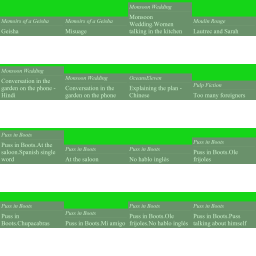 Memoirs of a Geisha
Geisha
Memoirs of a Geisha
Misuage
Monsoon Wedding
Monsoon
Wedding.Women
talking in the kitchen
Moulin Rouge
Lautrec and Satah
Monsoon Wedding
Conversation in the
garden on the phone -
Hindi
Monsoon Wedding
Conversation in the
garden on the phone
OceansEleven
Explaining the plan -
Chinese
Pulp Fiction
Too many foreigners
Puss in Boots
Puss in Boots.At the
saloon.Spanish single
word
Puss in Boots
At the saloon
Puss in Boots
No hablo inglés
Puss in Boots
Puss in Boots.Ole
frijoles
Puss in Boots
Puss in
Boots.Chupacabras
Puss in Boots
Puss in Boots.Mi amigo
Puss in Boots
Puss in Boots.Ole
frijoles.No hablo inglés
Puss in Boots
Puss in Boots.Puss
talking about himself